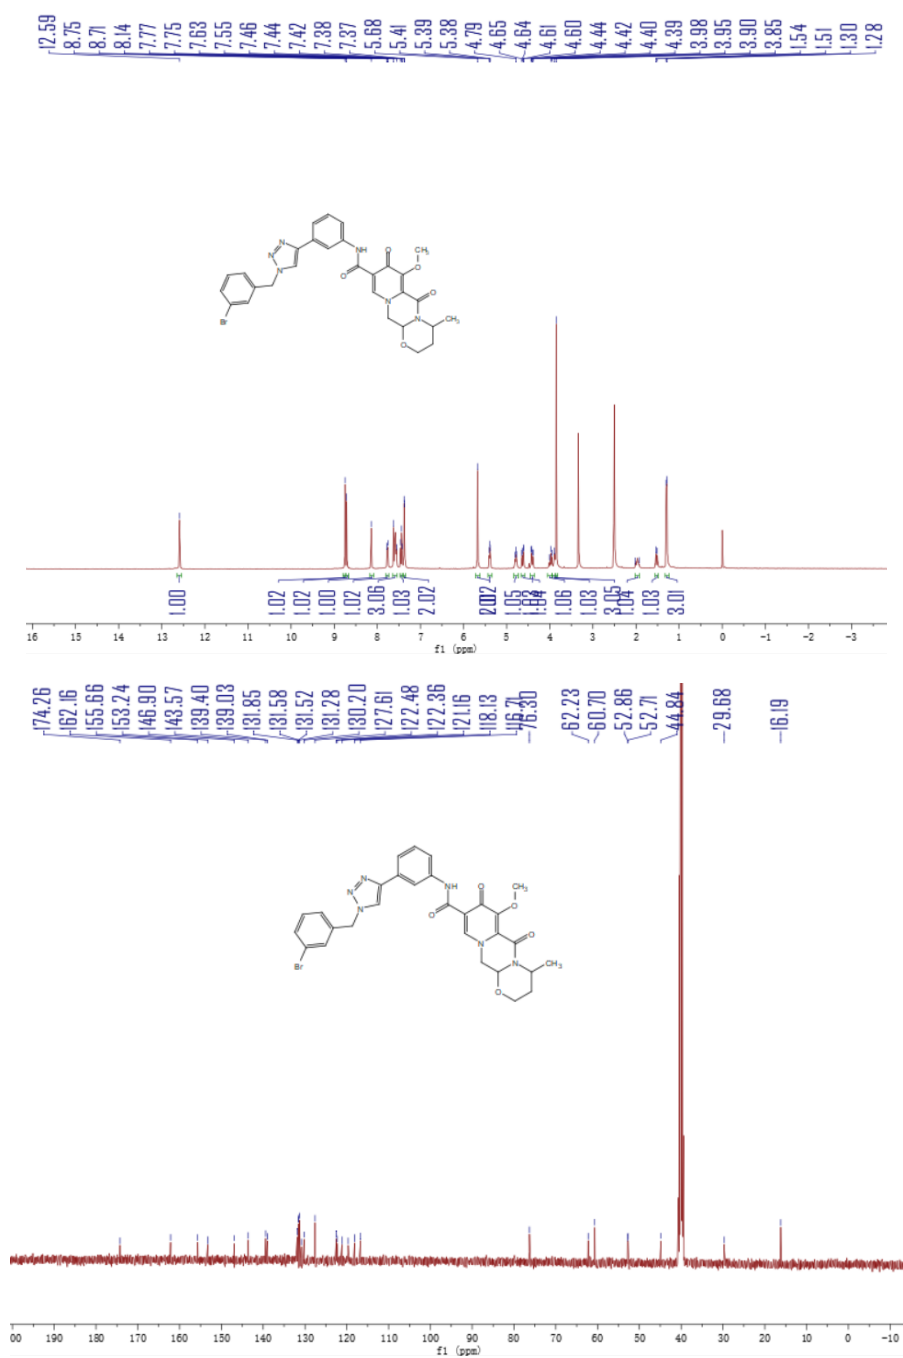 12.59 8.75 8.71 8.14 7.77 7.75 7.63 7.55 7.46 7.44 7.42 7.38 7.37 5.68 5.41 5.39 5.38 4.79 4.65 4.64 4.61 4.60 4.44 4.42 4.40 4.39 3.98 3.95 3.90 3.85 1.54 1.51 1.30 1.28
N
N
N
NH
O
O
O
CH3
O
N
N
CH3
O
Br
1.00 1.02 1.02 1.00 1.02 3.06 1.03 2.02 1.05 1.06 1.03 3.05 1.04 1.03 3.01
16 15 14 13 12 11 10 9 8 7 6 5 4 3 2 1 0 -1 -2 -3
f1 (ppm)
174.26 162.16 155.66 153.24 146.90 143.57 139.40 139.03 131.85 131.58 131.52 131.28 130.20 127.61 122.48 122.36 121.16 118.13 116.71 76.30 62.23 60.70 52.86 52.71 44.84 29.68 16.19
N
N
N
NH
O
O
O
CH3
O
N
N
CH3
O
Br
00 190 180 170 160 150 140 130 120 110 100 90 80 70 60 50 40 30 20 10 0 -10
f1 (ppm)